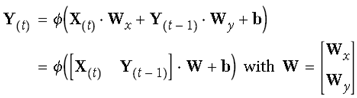 Y(t) = ϕ(X(t) · Wx + Y(t − 1) · Wy + b)
= ϕ([X(t) Y(t − 1)] · W + b) with W = [Wx
Wy]